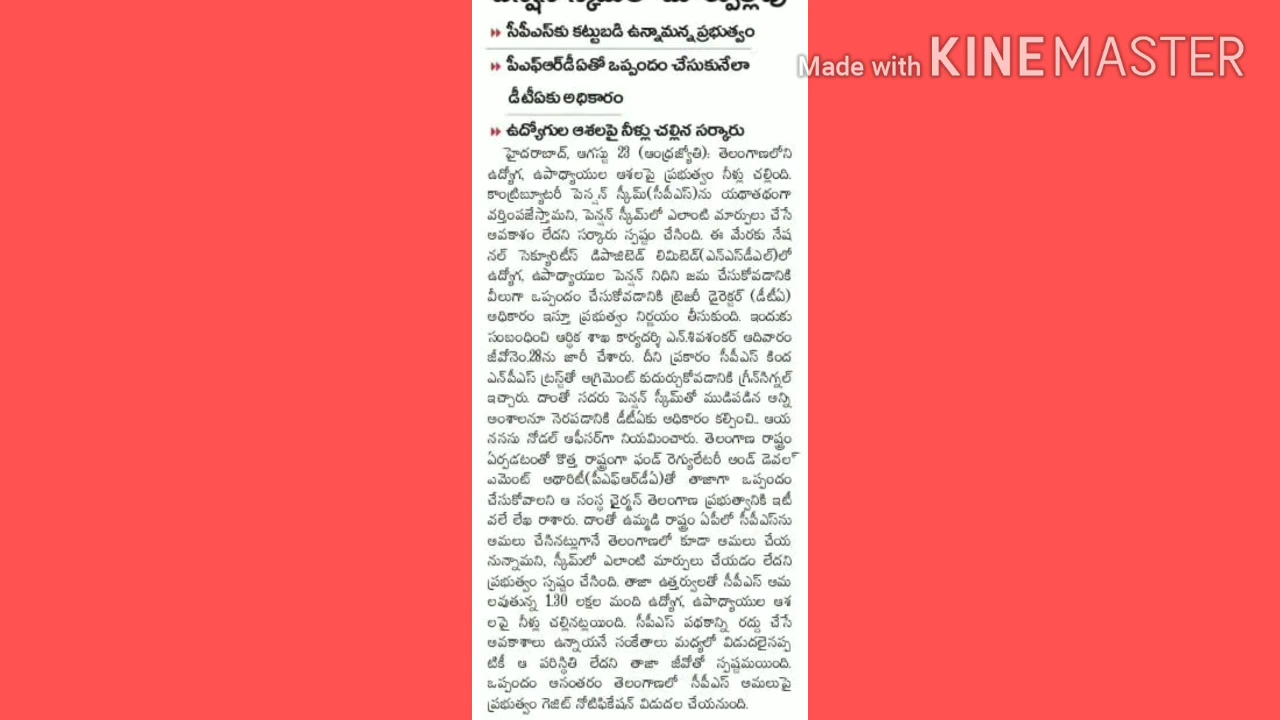 ▸▸ సీపీఎస్‌కు కట్టుబడి ఉన్నామన్న ప్రభుత్వం
▸▸ పీఎఫ్ఆర్‌డీఏతో ఒప్పందం చేసుకునేలా
డీటీఏకు అధికారం
▸▸ ఉద్యోగుల ఆశలపై నీళ్లు చల్లిన సర్కారు
Made with KINEMASTER
హైదరాబాద్, ఆగస్టు 23 (ఆంధ్రజ్యోతి): తెలంగాణలోని
ఉద్యోగ, ఉపాధ్యాయుల ఆశలపై ప్రభుత్వం నీళ్లు చల్లింది.
కాంట్రిబ్యూటరీ పెన్షన్ స్కీమ్(సీపీఎస్)ను యథాతథంగా
వర్తింపజేస్తామని, పెన్షన్ స్కీమ్‌లో ఎలాంటి మార్పులు చేసే
అవకాశం లేదని సర్కారు స్పష్టం చేసింది. ఈ మేరకు నేష
నల్ సెక్యూరిటీస్ డిపాజిటెడ్ లిమిటెడ్(ఎన్ఎస్‌డీఎల్)లో
ఉద్యోగ, ఉపాధ్యాయుల పెన్షన్ నిధిని జమ చేసుకోవడానికి
వీలుగా ఒప్పందం చేసుకోవడానికి ట్రెజరీ డైరెక్టర్ (డీటీఏ)
అధికారం ఇస్తూ ప్రభుత్వం నిర్ణయం తీసుకుంది. ఇందుకు
సంబంధించి ఆర్థిక శాఖ కార్యదర్శి ఎన్.శివశంకర్ ఆదివారం
జీవోనెం.28ను జారీ చేశారు. దీని ప్రకారం సీపీఎస్ కింద
ఎన్‌పీఎస్ ట్రస్ట్‌తో అగ్రిమెంట్ కుదుర్చుకోవడానికి గ్రీన్‌సిగ్నల్
ఇచ్చారు. దాంతో సదరు పెన్షన్ స్కీమ్‌తో ముడిపడిన అన్ని
అంశాలనూ నెరపడానికి డీటీఏకు అధికారం కల్పించి.. ఆయ
ననను నోడల్ ఆఫీసర్‌గా నియమించారు. తెలంగాణ రాష్ట్రం
ఏర్పడటంతో కొత్త రాష్ట్రంగా ఫండ్ రెగ్యులేటరీ అండ్ డెవలప్
ఎమెంట్ అథారిటీ(పీఎఫ్ఆర్‌డీఏ)తో తాజాగా ఒప్పందం
చేసుకోవాలని ఆ సంస్థ ఛైర్మన్ తెలంగాణ ప్రభుత్వానికి ఇటీ
వలే లేఖ రాశారు. దాంతో ఉమ్మడి రాష్ట్రం ఏపీలో సీపీఎస్‌ను
అమలు చేసినట్లుగానే తెలంగాణలో కూడా అమలు చేయ
నున్నామని, స్కీమ్‌లో ఎలాంటి మార్పులు చేయడం లేదని
ప్రభుత్వం స్పష్టం చేసింది. తాజా ఉత్తర్వులతో సీపీఎస్ అమ
లవుతున్న 1.30 లక్షల మంది ఉద్యోగ, ఉపాధ్యాయుల ఆశ
లపై నీళ్లు చల్లినట్లయింది. సీపీఎస్ పథకాన్ని రద్దు చేసే
అవకాశాలు ఉన్నాయనే సంకేతాలు మధ్యలో విడుదలైనప్ప
టికీ ఆ పరిస్థితి లేదని తాజా జీవోతో స్పష్టమయింది.
ఒప్పందం అనంతరం తెలంగాణలో సీపీఎస్ అమలుపై
ప్రభుత్వం గెజిట్ నోటిఫికేషన్ విడుదల చేయనుంది.